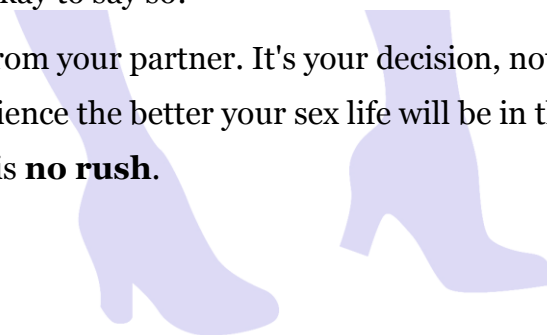 kay to say so!
rom your partner. It's your decision, no
ience the better your sex life will be in t
is no rush.